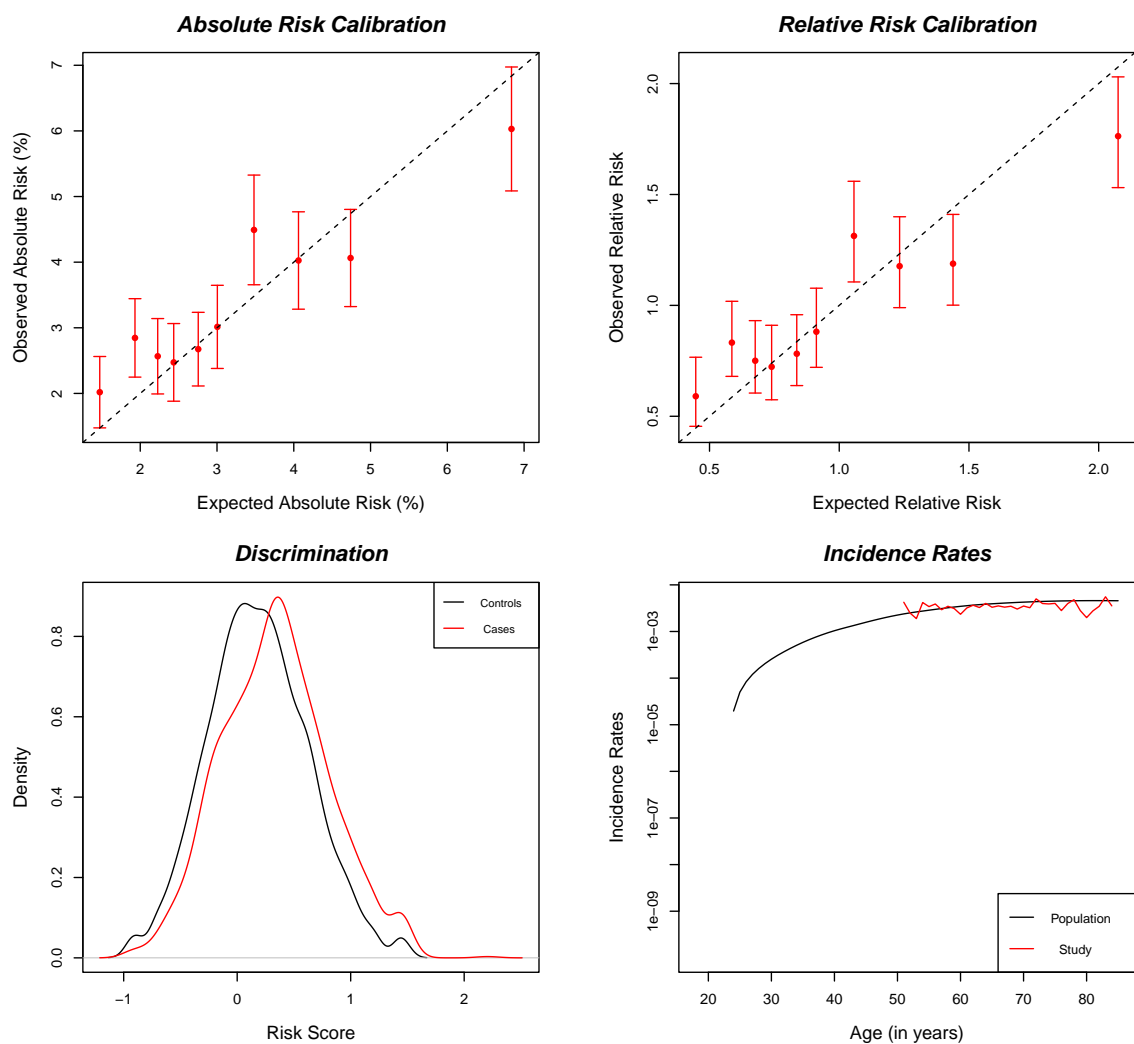 Absolute Risk Calibration
Observed Absolute Risk (%)
7
6
5
4
3
2
2 3 4 5 6 7
Expected Absolute Risk (%)
Relative Risk Calibration
Observed Relative Risk
2.0
1.5
1.0
0.5
0.5 1.0 1.5 2.0
Expected Relative Risk
Discrimination
Density
0.8
0.6
0.4
0.2
0.0
Controls
Cases
−1 0 1 2
Risk Score
Incidence Rates
Incidence Rates
1e−03
1e−05
1e−07
1e−09
Population
Study
20 30 40 50 60 70 80
Age (in years)